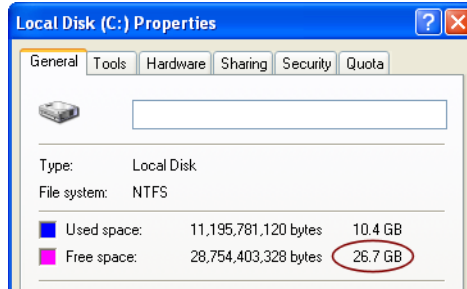 Local Disk (C:) Properties
General Tools Hardware Sharing Security Quota
Type: Local Disk
File system: NTFS
Used space: 11,195,781,120 bytes 10.4 GB
Free space: 28,754,403,328 bytes 26.7 GB